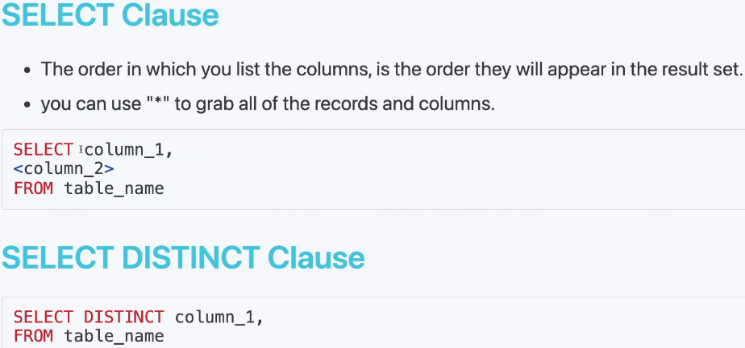 SELECT Clause
• The order in which you list the columns, is the order they will appear in the result set.
• you can use "*" to grab all of the records and columns.
SELECT column_1,
<column_2>
FROM table_name
SELECT DISTINCT Clause
SELECT DISTINCT column_1,
FROM table_name